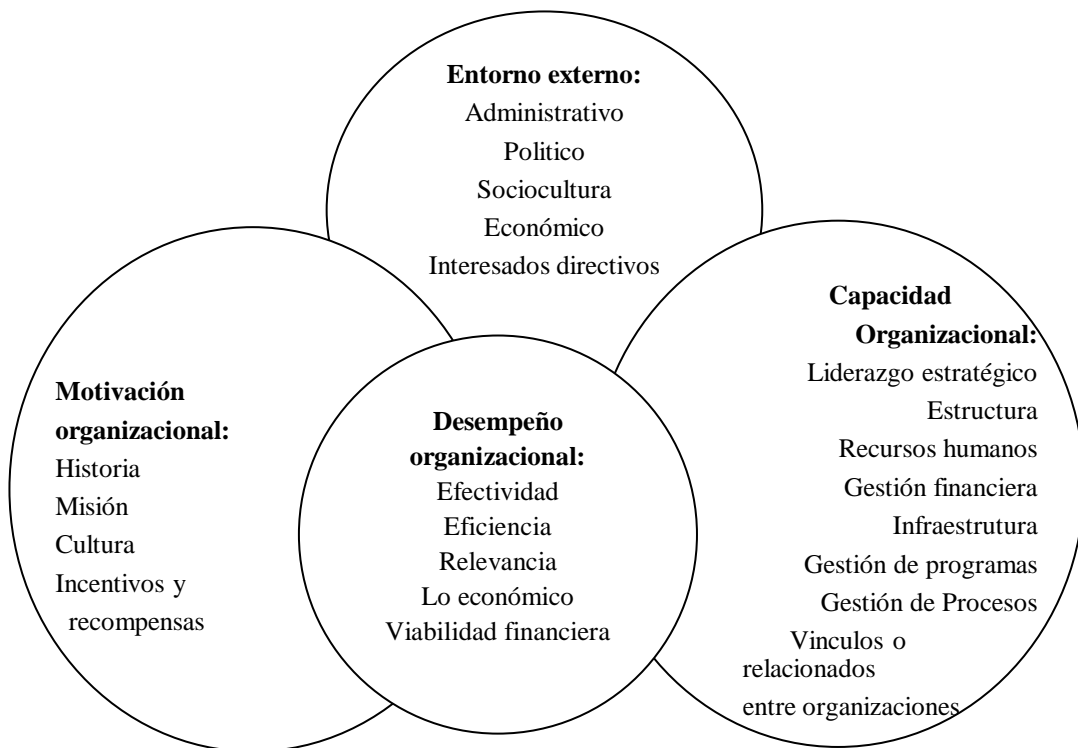 Entorno externo:
Administrativo
Politico
Sociocultura
Económico
Interesados directivos
Motivación
organizacional:
Historia
Misión
Cultura
Incentivos y
recompensas
Desempeño
organizacional:
Efectividad
Eficiencia
Relevancia
Lo económico
Viabilidad financiera
Capacidad
Organizacional:
Liderazgo estratégico
Estructura
Recursos humanos
Gestión financiera
Infraestrutura
Gestión de programas
Gestión de Procesos
Vinculos o
relacionados
entre organizaciones